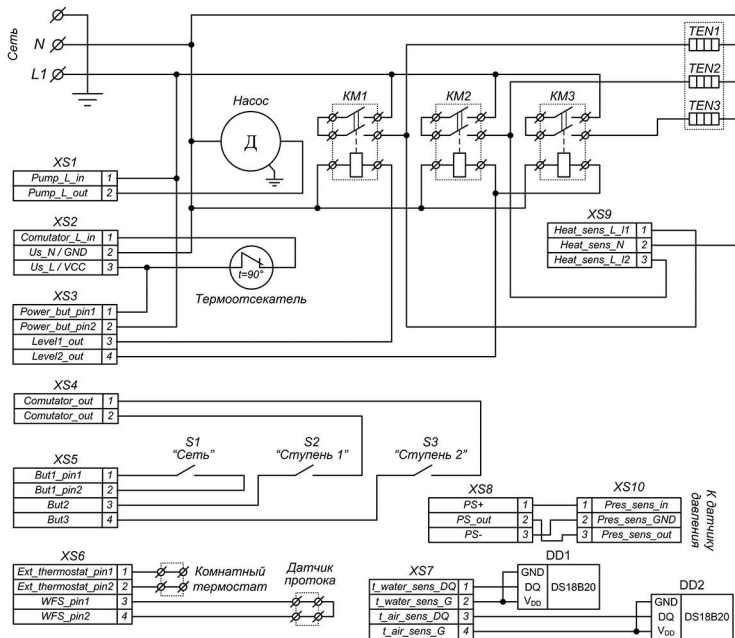 Сеть
N
L1
Насос
Д
КМ1
КМ2
КМ3
TEN1
TEN2
TEN3
XS1
Pump_L_in 1
Pump_L_out 2
XS2
Comutator_L_in 1
Us_N / GND 2
Us_L / VCC 3
t=90°
Термоотсекатель
XS9
Heat_sens_L_I1 1
Heat_sens_N 2
Heat_sens_L_I2 3
XS3
Power_but_pin1 1
Power_but_pin2 2
Level1_out 3
Level2_out 4
XS4
Comutator_out 1
Comutator_out 2
S1
“Сеть”
S2
“Ступень 1”
S3
“Ступень 2”
XS5
But1_pin1 1
But1_pin2 2
But2 3
But3 4
XS8
PS+ 1
PS_out 2
PS- 3
XS10
1 Pres_sens_in
2 Pres_sens_GND
3 Pres_sens_out
К датчику
давления
XS6
Ext_thermostat_pin1 1
Ext_thermostat_pin2 2
WFS_pin1 3
WFS_pin2 4
Комнатный
термостат
Датчик
протока
XS7
t_water_sens_DQ 1
t_water_sens_G 2
t_air_sens_DQ 3
t_air_sens_G 4
DD1
GND
DQ DS18B20
VDD
DD2
GND
DQ DS18B20
VDD